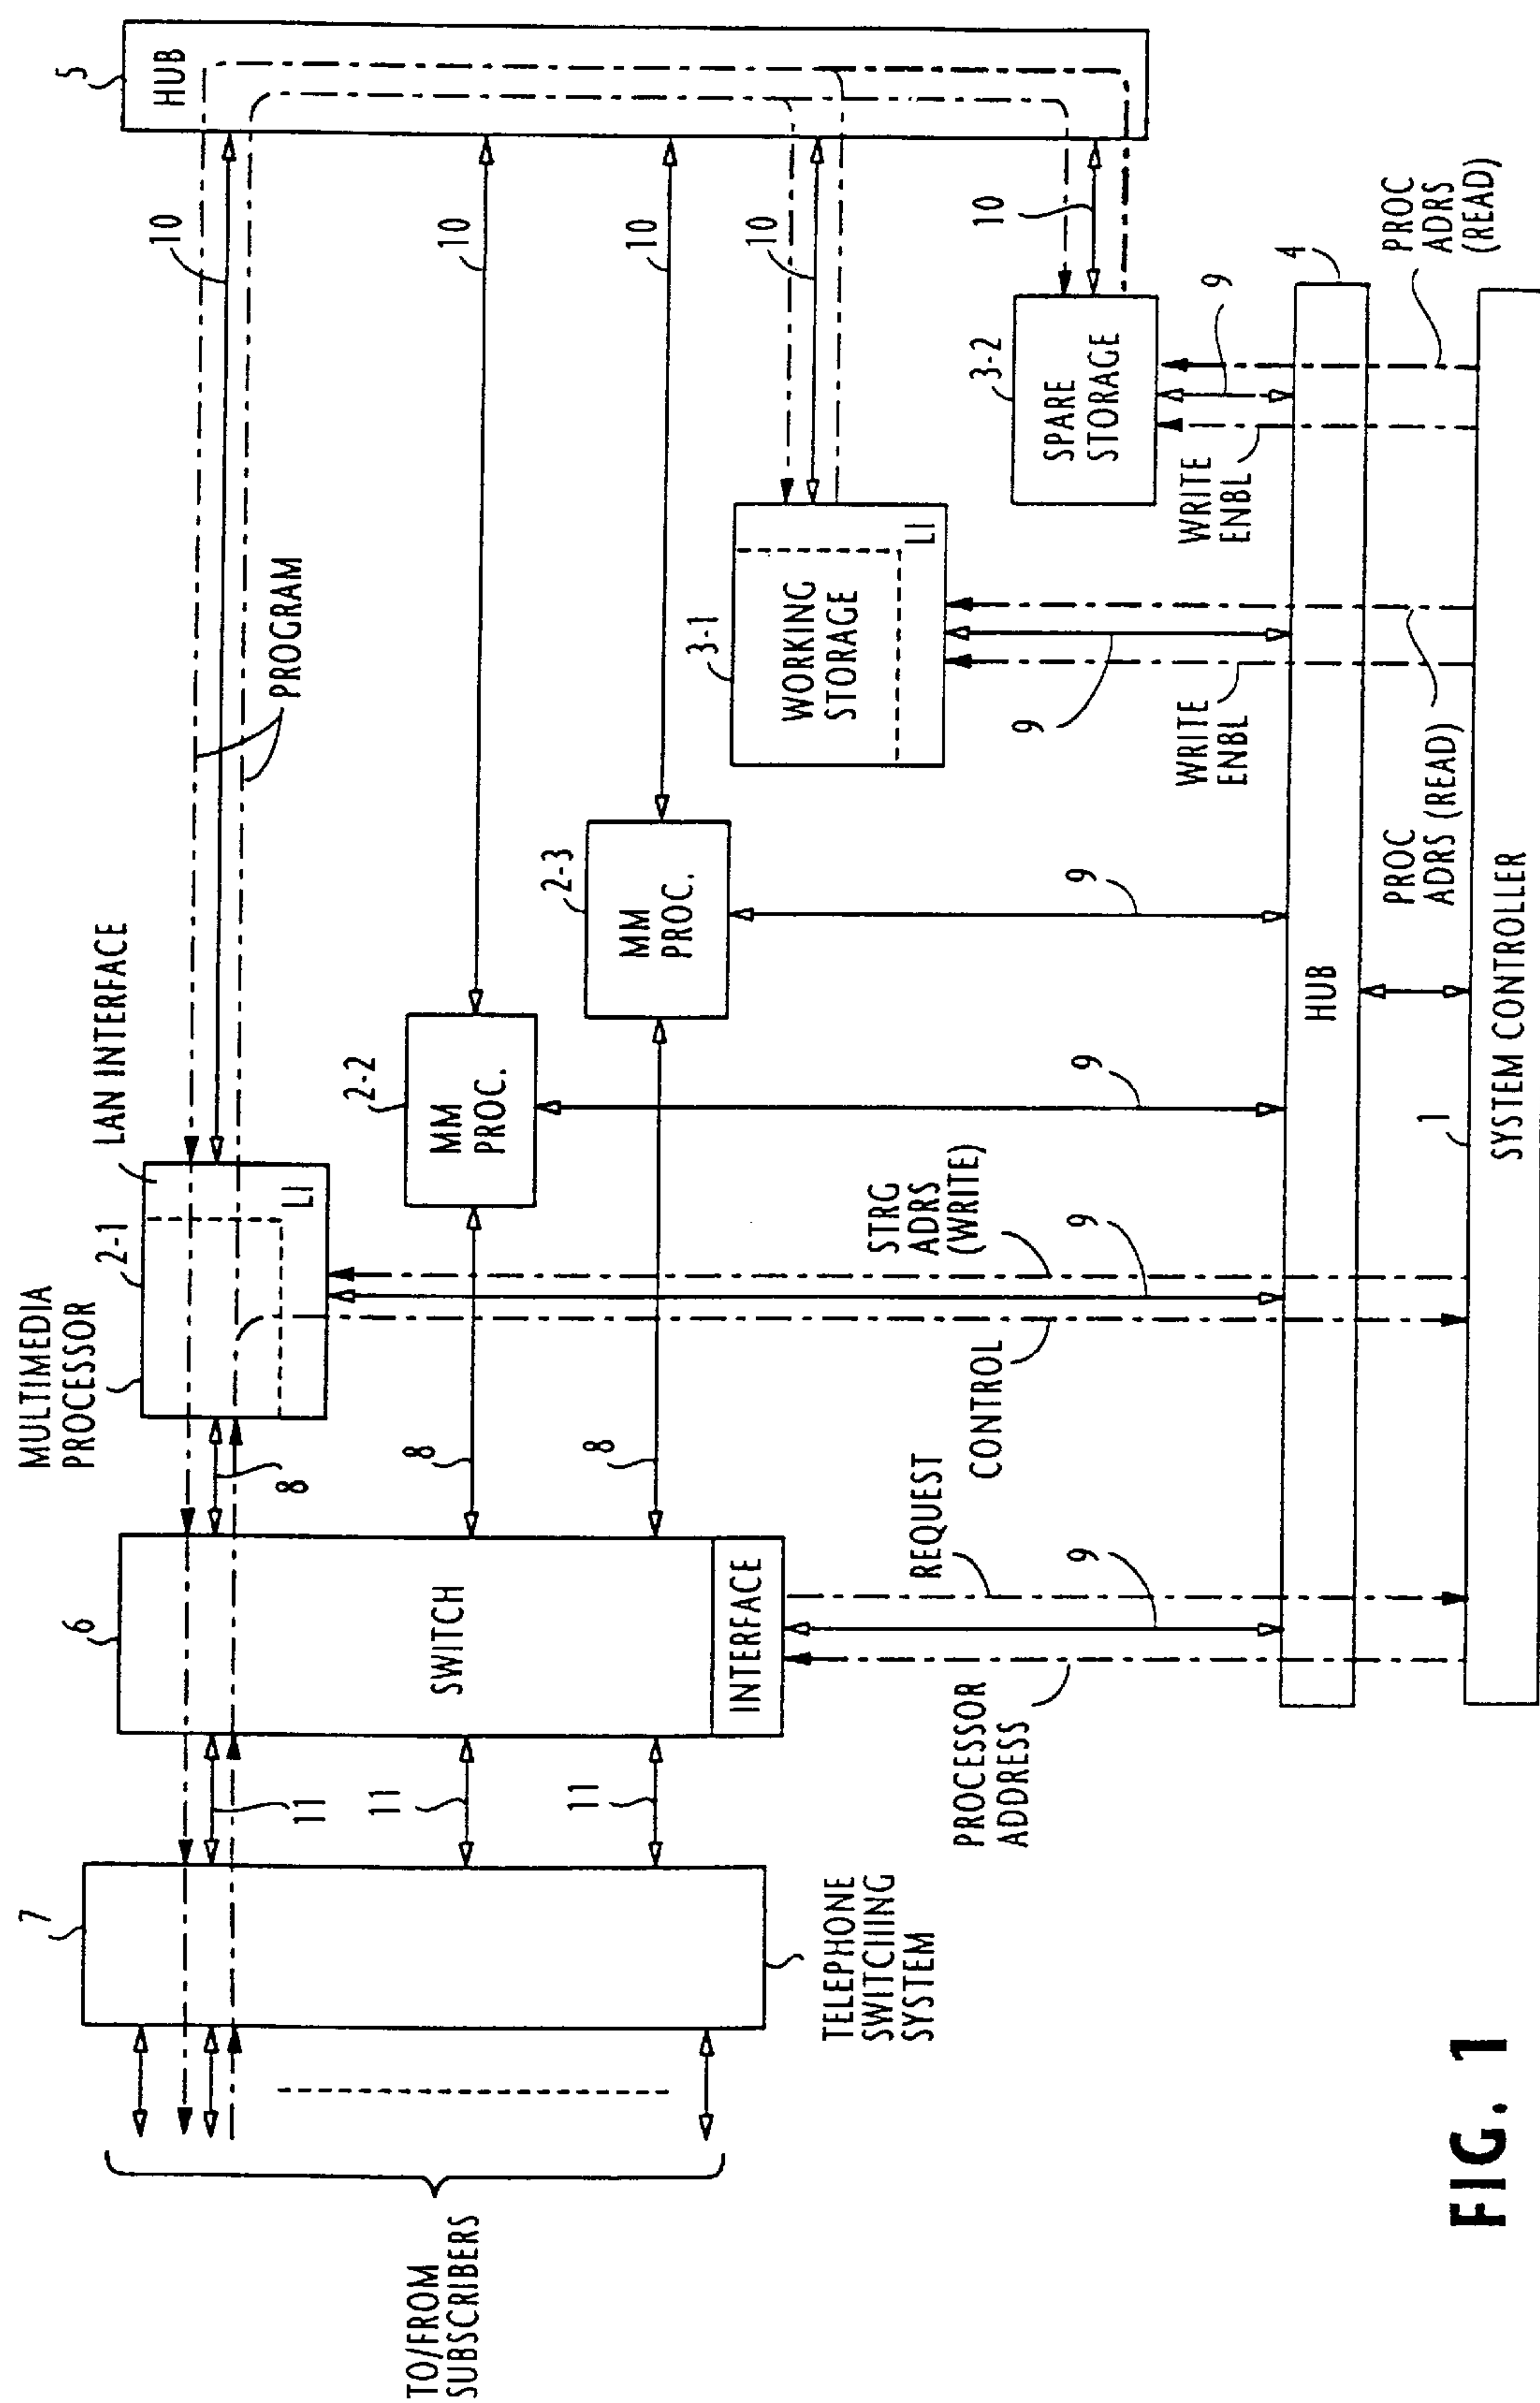 5
HUB
10
10
10
10
10
PROGRAM
LAN INTERFACE
MULTIMEDIA
PROCESSOR
2-1
LI
2-2
MM
PROC.
2-3
MM
PROC.
3-1
WORKING
STORAGE
LI
3-2
SPARE
STORAGE
8
8
8
6
SWITCH
INTERFACE
11
11
11
7
TELEPHONE
SWITCHING
SYSTEM
TO/FROM
SUBSCRIBERS
PROCESSOR
ADDRESS
REQUEST
9
CONTROL
STRG
ADRS
(WRITE)
9
9
9
9
WRITE
ENBL
PROC
ADRS (READ)
WRITE
ENBL
9
PROC
ADRS
(READ)
4
HUB
1
SYSTEM CONTROLLER
FIG. 1